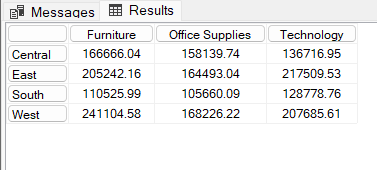 Messages Results
Furniture Office Supplies Technology
Central 166666.04 158139.74 136716.95
East 205242.16 164493.04 217509.53
South 110525.99 105660.09 128778.76
West 241104.58 168226.22 207685.61